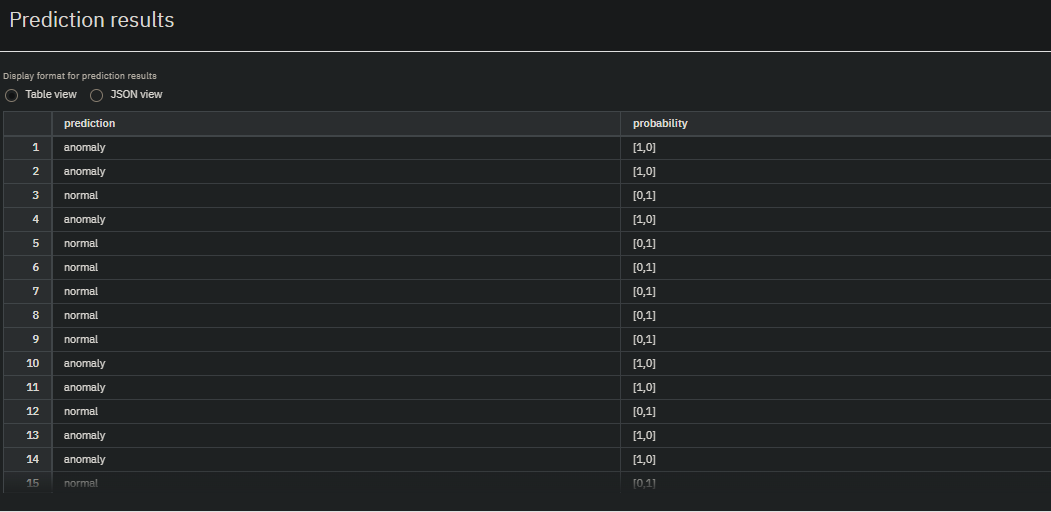 Prediction results
Display format for prediction results
Table view JSON view
prediction probability
1 anomaly [1,0]
2 anomaly [1,0]
3 normal [0,1]
4 anomaly [1,0]
5 normal [0,1]
6 normal [0,1]
7 normal [0,1]
8 normal [0,1]
9 normal [0,1]
10 anomaly [1,0]
11 anomaly [1,0]
12 normal [0,1]
13 anomaly [1,0]
14 anomaly [1,0]
15 normal [0,1]